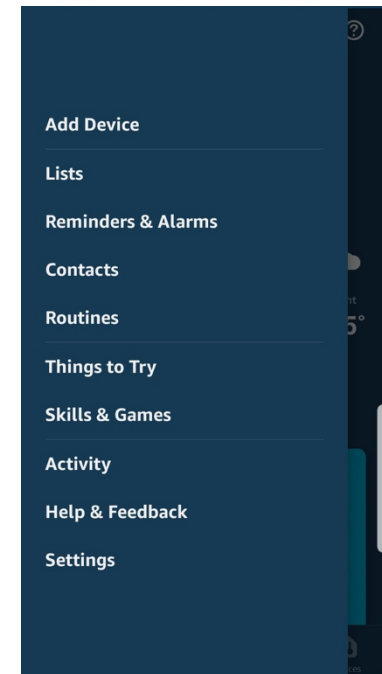 Add Device
Lists
Reminders & Alarms
Contacts
Routines
Things to Try
Skills & Games
Activity
Help & Feedback
Settings